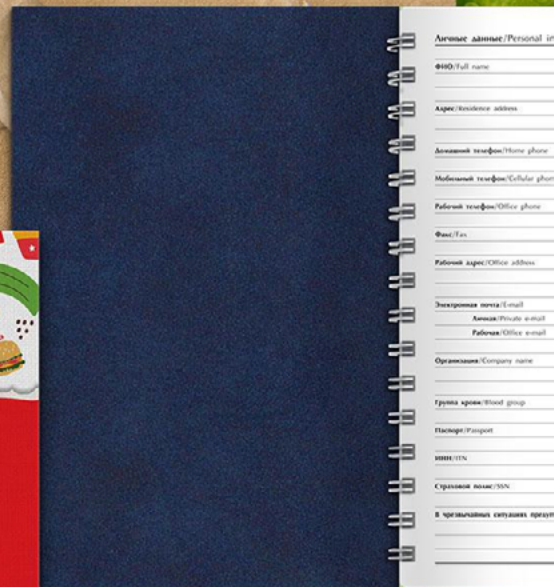 Личные данные/Personal in
ФИО/Full name
Адрес/Residence address
Домашний телефон/Home phone
Мобильный телефон/Cellular phon
Рабочий телефон/Office phone
Факс/Fax
Рабочий адрес/Office address
Электронная почта/E-mail
Личная/Private e-mail
Рабочая/Office e-mail
Организация/Company name
Группа крови/Blood group
Паспорт/Passport
ИНН/ITN
Страховой полис/SSN
В чрезвычайных ситуациях